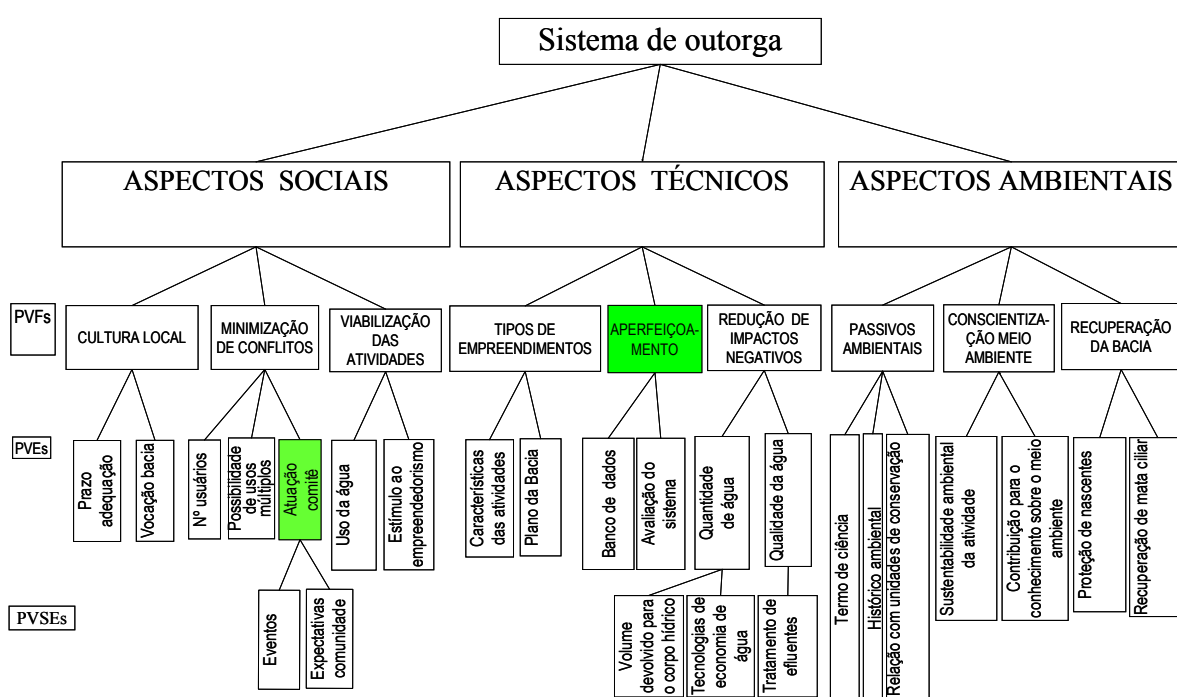 Sistema de outorga
ASPECTOS SOCIAIS
ASPECTOS TÉCNICOS
ASPECTOS AMBIENTAIS
PVFs
CULTURA LOCAL
MINIMIZAÇÃO
DE CONFLITOS
VIABILIZAÇÃO
DAS
ATIVIDADES
TIPOS DE
EMPREENDIMENTOS
APERFEIÇOA-
MENTO
REDUÇÃO DE
IMPACTOS
NEGATIVOS
PASSIVOS
AMBIENTAIS
CONSCIENTIZA-
ÇÃO MEIO
AMBIENTE
RECUPERAÇÃO
DA BACIA
PVEs
Prazo
adequação
Vocação bacia
Nº usuários
Possibilidade
de usos
múltiplos
Atuação
comitê
Uso da água
Estímulo ao
empreendedorismo
Características
das atividades
Plano da Bacia
Banco de dados
Avaliação do
sistema
Quantidade
de água
Qualidade da água
Termo de ciência
Histórico ambiental
Relação com unidades de conservação
Sustentabilidade ambiental
da atividade
Contribuição para o
conhecimento sobre o meio
ambiente
Proteção de nascentes
Recuperação de mata ciliar
PVSEs
Eventos
Expectativas
comunidade
Volume
devolvido para
o corpo hídrico
Tecnologias de
economia de
água
Tratamento de
efluentes